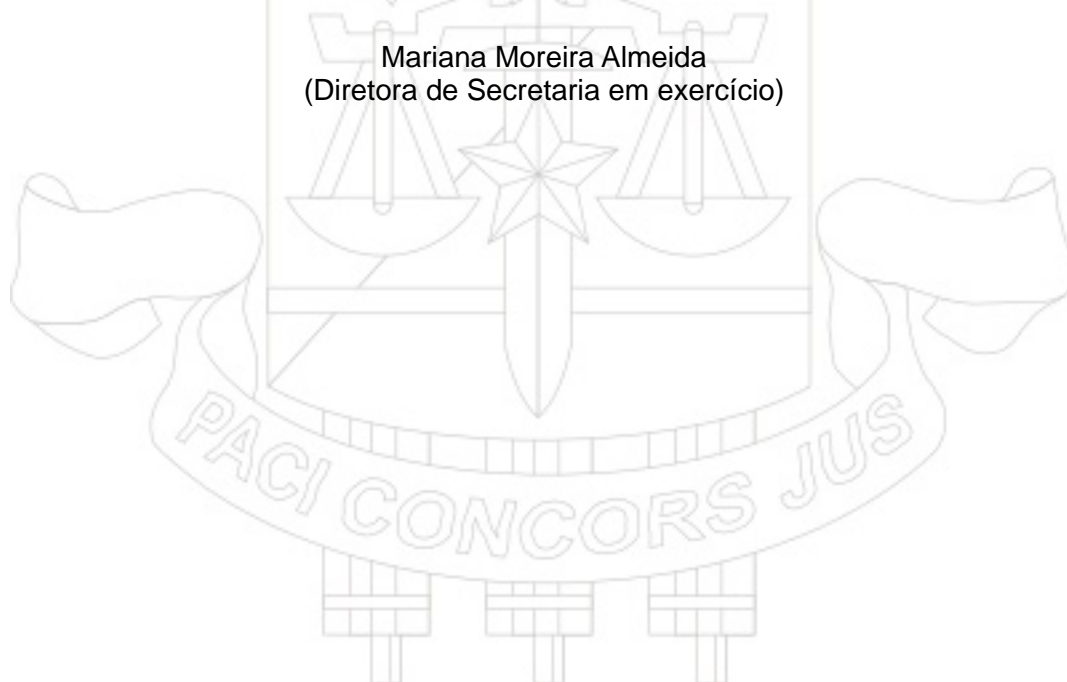 Mariana Moreira Almeida
(Diretora de Secretaria em exercício)
PACI CONCORS JUS